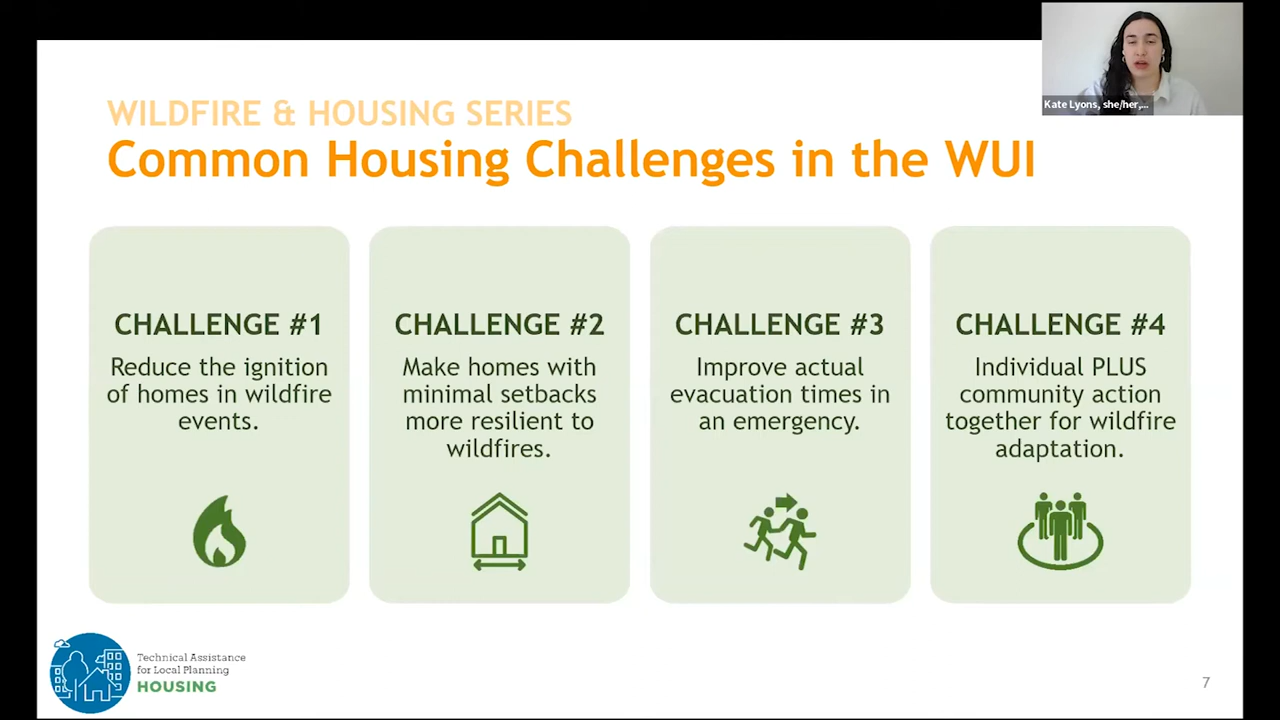 Kate Lyons, she/her,...
WILDFIRE & HOUSING SERIES
Common Housing Challenges in the WUI
CHALLENGE #1
Reduce the ignition
of homes in wildfire
events.
CHALLENGE #2
Make homes with
minimal setbacks
more resilient to
wildfires.
CHALLENGE #3
Improve actual
evacuation times in
an emergency.
CHALLENGE #4
Individual PLUS
community action
together for wildfire
adaptation.
Technical Assistance
for Local Planning
HOUSING
7